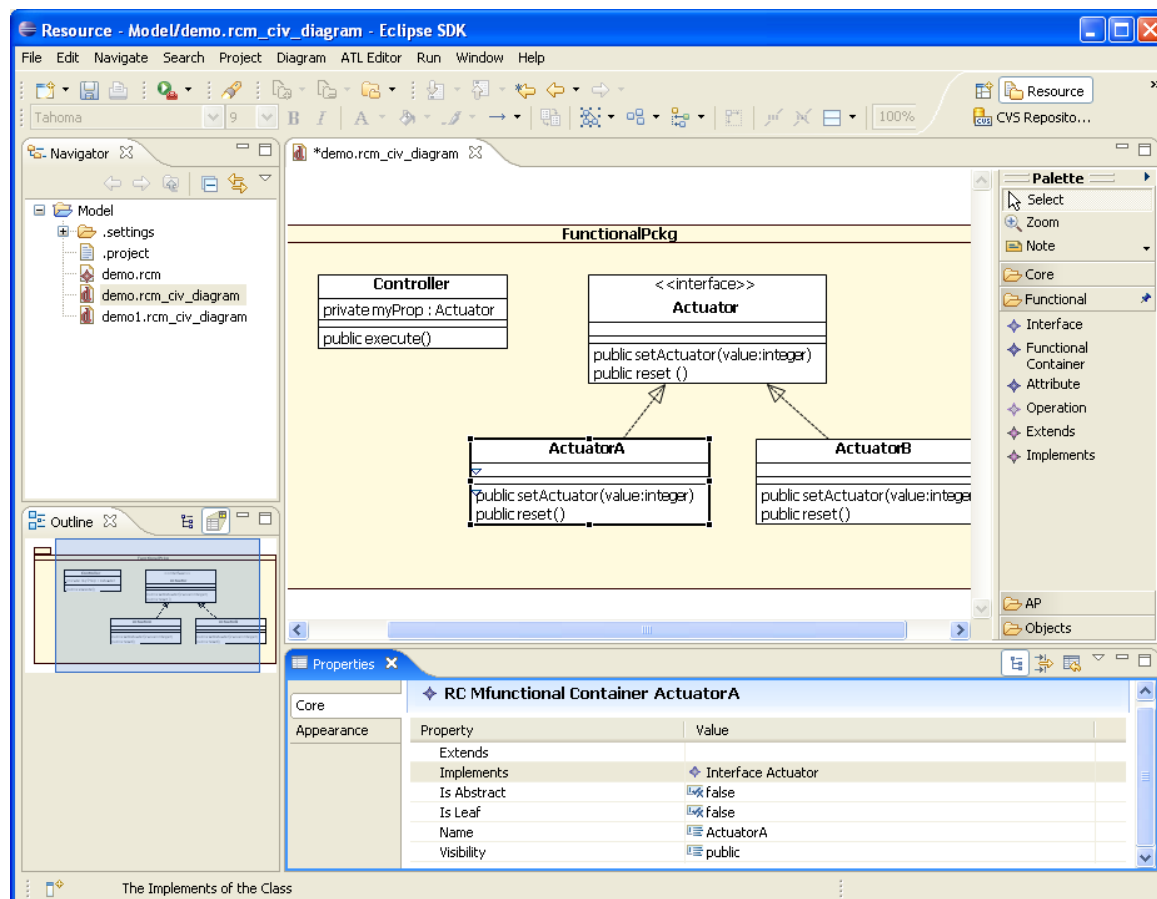 Resource - Model/demo.rcm_civ_diagram - Eclipse SDK
File Edit Navigate Search Project Diagram ATL Editor Run Window Help
Resource
»
Tahoma 9 B I A 100%
CVS Reposito...
Navigator
Model
.settings
.project
demo.rcm
demo.rcm_civ_diagram
demo1.rcm_civ_diagram
Outline
*demo.rcm_civ_diagram
FunctionalPckg
Controller
private myProp : Actuator
public execute()
<<interface>>
Actuator
public setActuator(value:integer)
public reset ()
ActuatorA
public setActuator(value:integer)
public reset()
ActuatorB
public setActuator(value:intege
public reset()
Palette
Select
Zoom
Note
Core
Functional
Interface
Functional
Container
Attribute
Operation
Extends
Implements
AP
Objects
Properties
Core
Appearance
RC Mfunctional Container ActuatorA
Property Value
Extends
Implements Interface Actuator
Is Abstract false
Is Leaf false
Name ActuatorA
Visibility public
The Implements of the Class